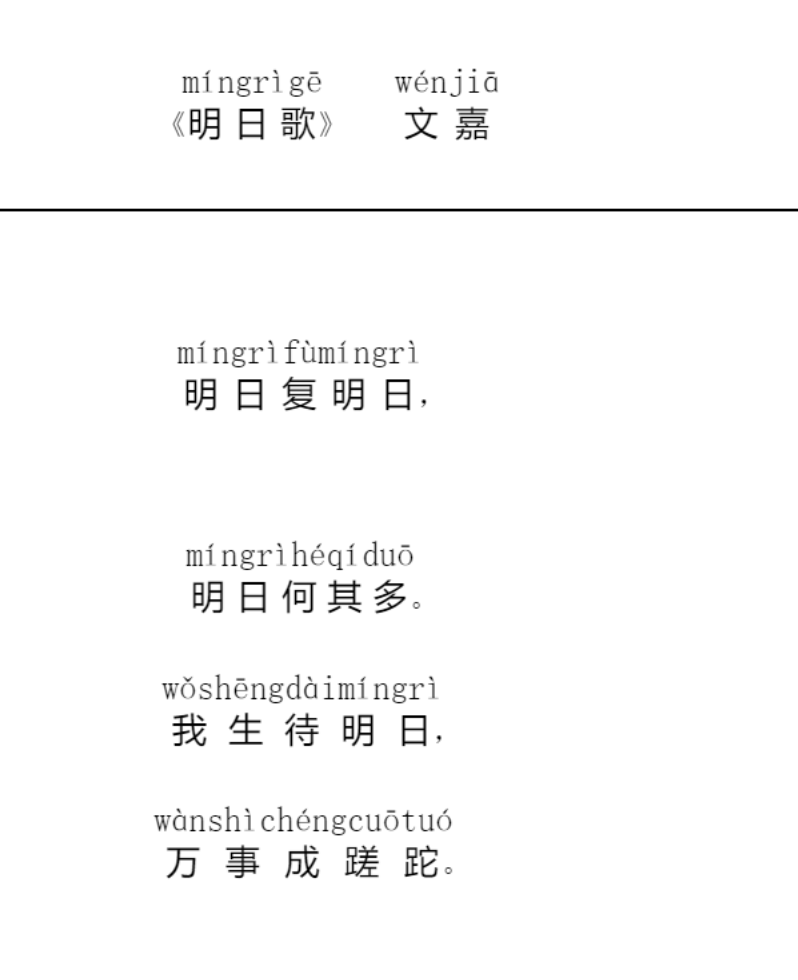 míngrìgē wénjiā
《明日歌》 文嘉
míngrìfùmíngrì
明日复明日，
míngrìhéqíduō
明日何其多。
wǒshēngdàimíngrì
我生待明日，
wànshìchéngcuōtuó
万事成蹉跎。